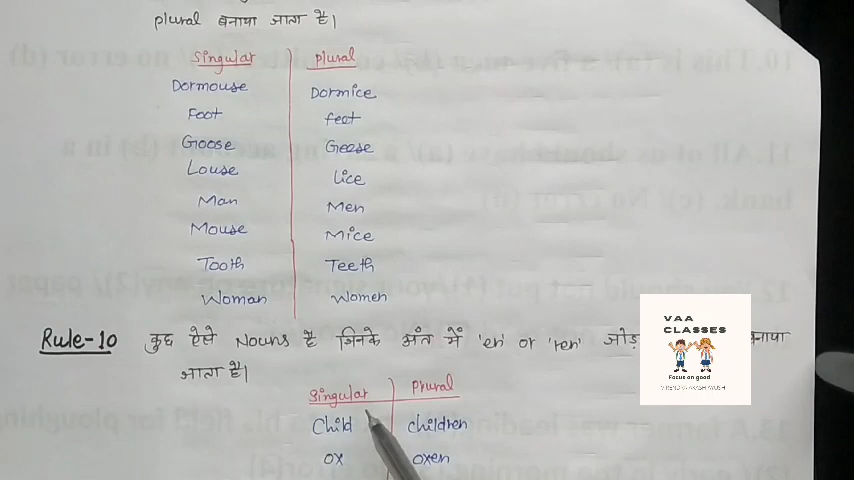 plural बनाया जाता है।
Singular plural
Dormouse Dormice
Foot feet
Goose Geese
Louse lice
Man Men
Mouse Mice
Tooth Teeth
Woman Women
Rule-10 कुछ ऐसे Nouns है जिनके अंत में 'en' or 'ren' जोड़ बनाया
जाता है।
Singular Prural
Child children
ox oxen
VAA
CLASSES
Focus on good